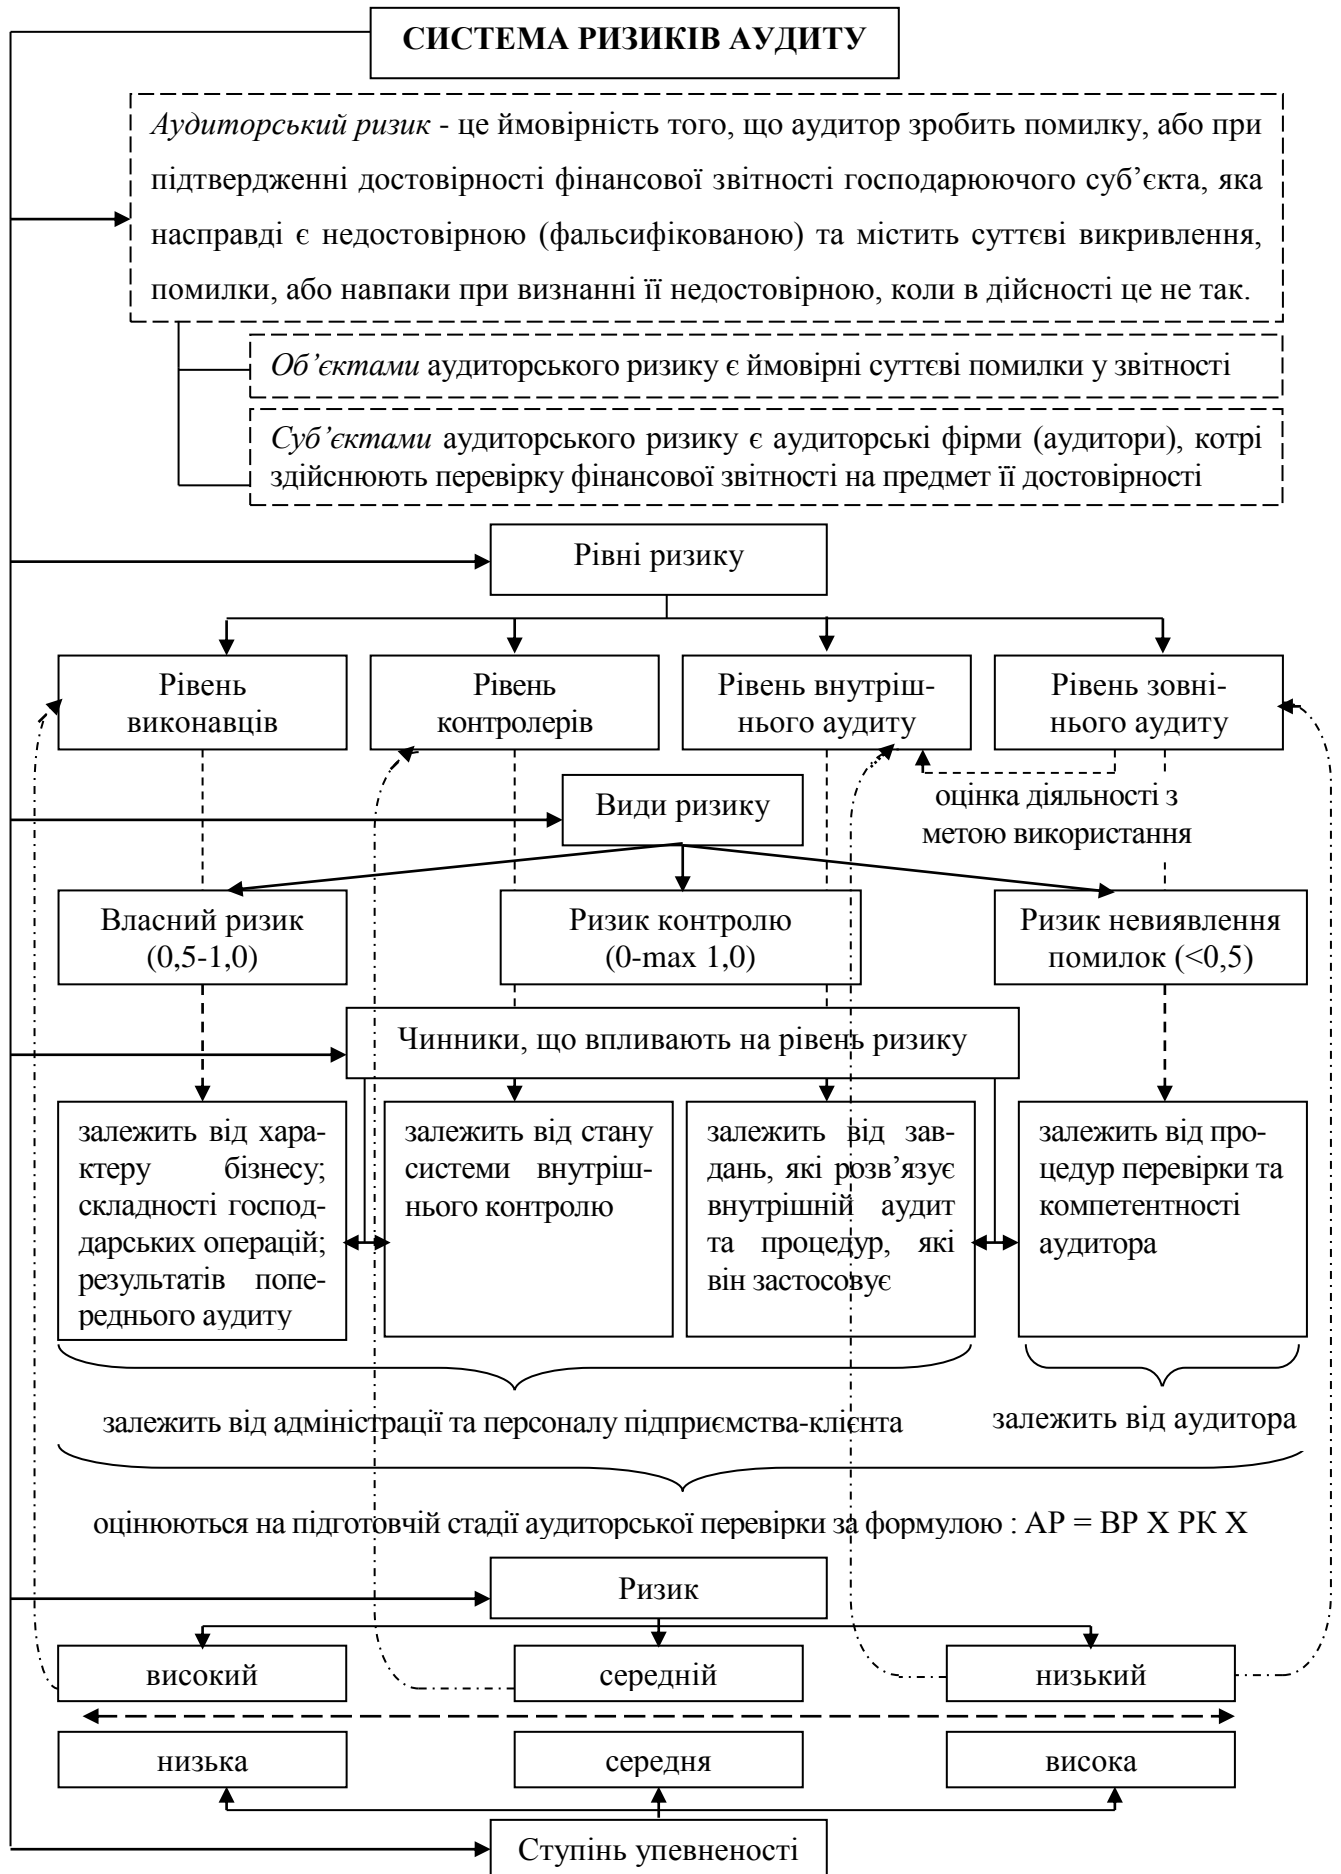 СИСТЕМА РИЗИКІВ АУДИТУ
Аудиторський ризик - це ймовірність того, що аудитор зробить помилку, або при
підтвердженні достовірності фінансової звітності господарюючого суб’єкта, яка
насправді є недостовірною (фальсифікованою) та містить суттєві викривлення,
помилки, або навпаки при визнанні її недостовірною, коли в дійсності це не так.
Об’єктами аудиторського ризику є ймовірні суттєві помилки у звітності
Суб’єктами аудиторського ризику є аудиторські фірми (аудитори), котрі
здійснюють перевірку фінансової звітності на предмет її достовірності
Рівні ризику
Рівень
виконавців
Рівень
контролерів
Рівень внутріш-
нього аудиту
Рівень зовні-
нього аудиту
оцінка діяльності з
метою використання
Види ризику
Власний ризик
(0,5-1,0)
Ризик контролю
(0-max 1,0)
Ризик невиявлення
помилок (<0,5)
Чинники, що впливають на рівень ризику
залежить від хара-
ктеру бізнесу;
складності господ-
дарських операцій;
результатів попе-
реднього аудиту
залежить від стану
системи внутріш-
нього контролю
залежить від зав-
дань, які розв’язує
внутрішній аудит
та процедур, які
він застосовує
залежить від про-
цедур перевірки та
компетентності
аудитора
залежить від адміністрації та персоналу підприємства-клієнта
залежить від аудитора
оцінюються на підготовчій стадії аудиторської перевірки за формулою : АР = ВР Х РК Х
Ризик
високий
середній
низький
низька
середня
висока
Ступінь упевненості